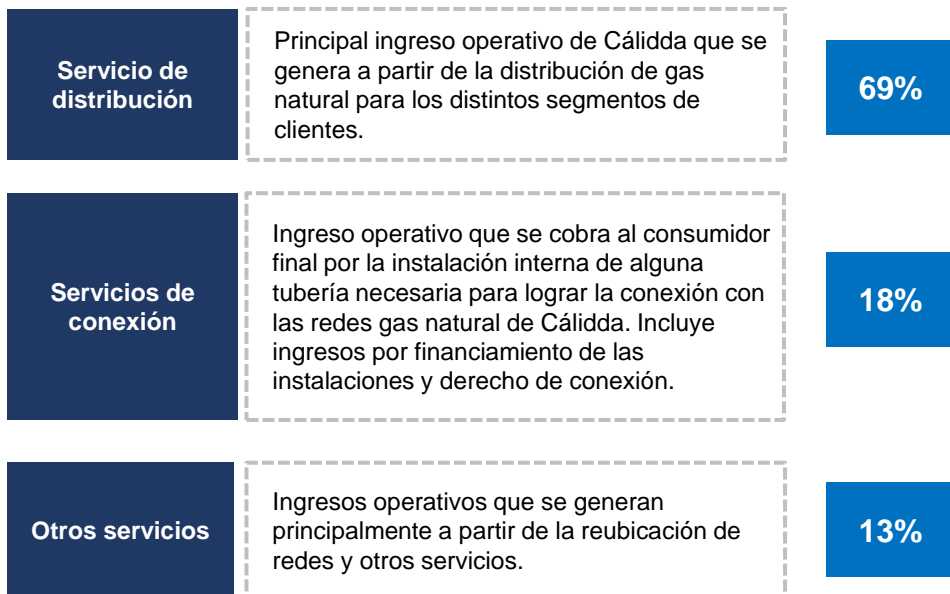 Servicio de
distribución
Principal ingreso operativo de Cálidda que se
genera a partir de la distribución de gas
natural para los distintos segmentos de
clientes.
69%
Servicios de
conexión
Ingreso operativo que se cobra al consumidor
final por la instalación interna de alguna
tubería necesaria para lograr la conexión con
las redes gas natural de Cálidda. Incluye
ingresos por financiamiento de las
instalaciones y derecho de conexión.
18%
Otros servicios
Ingresos operativos que se generan
principalmente a partir de la reubicación de
redes y otros servicios.
13%